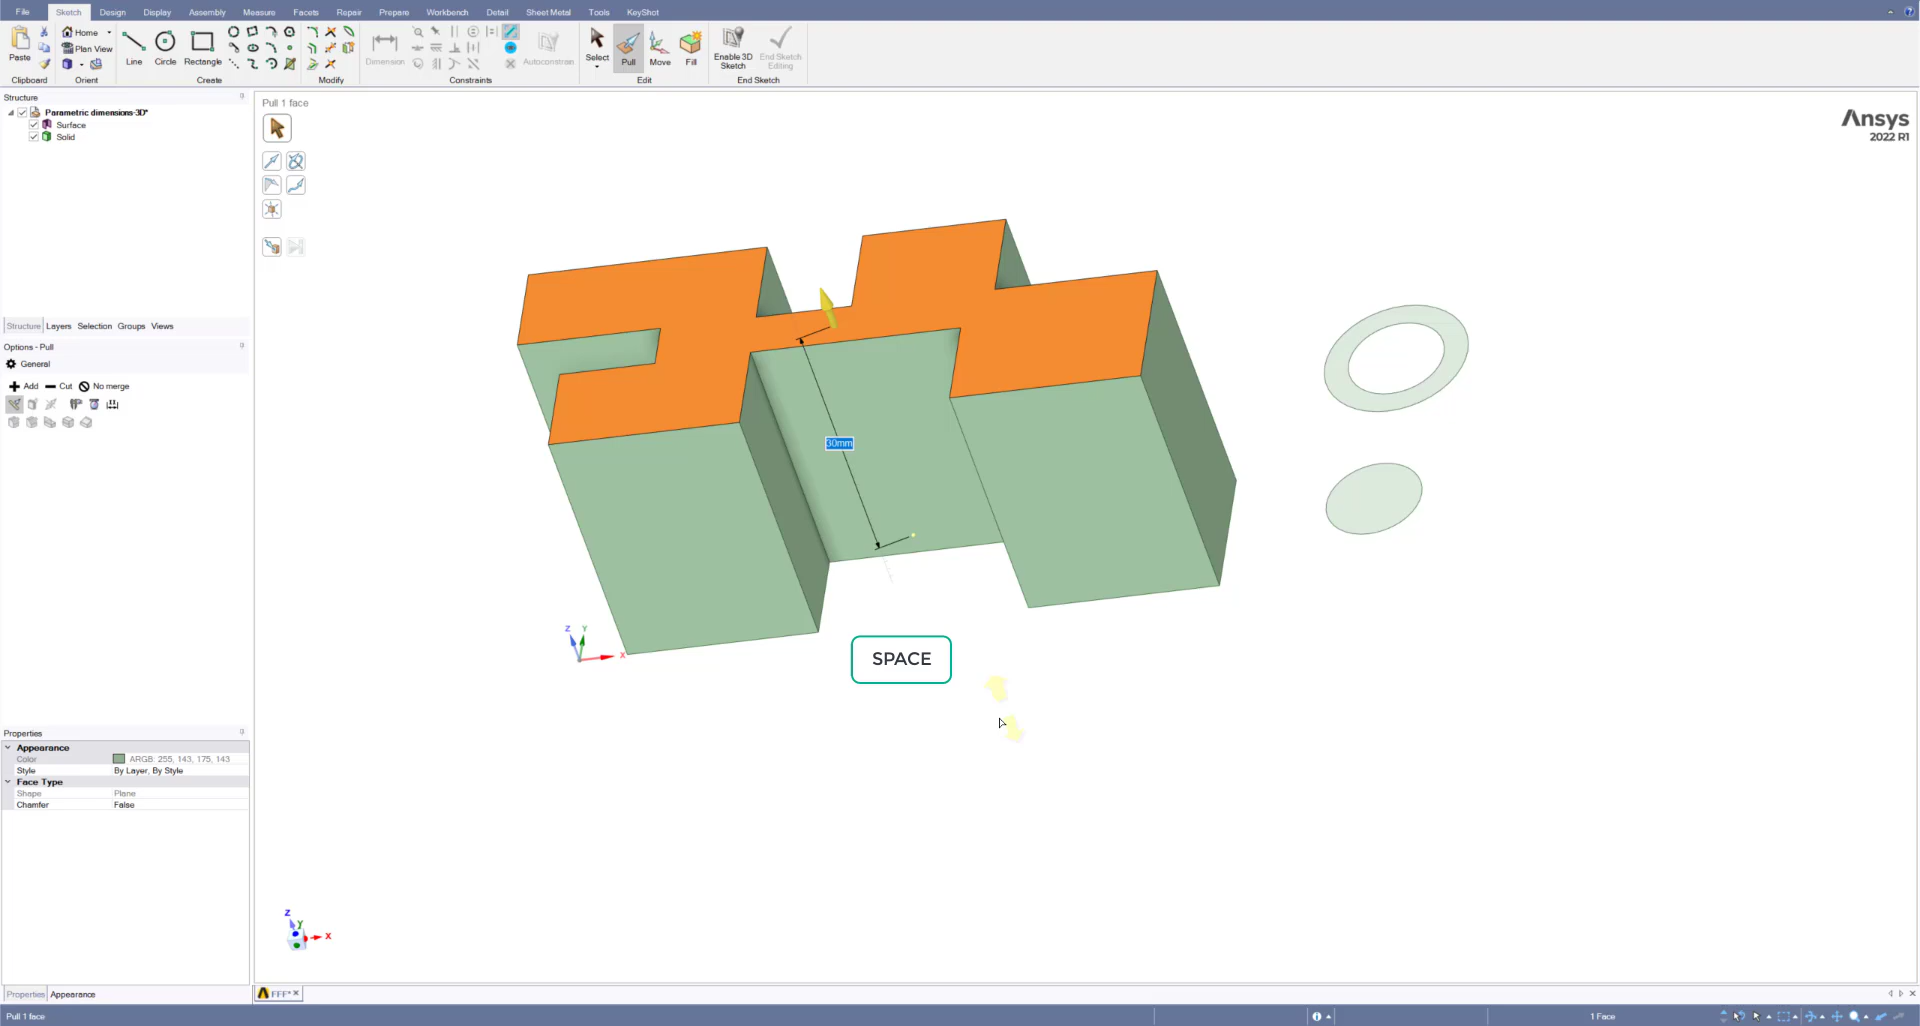 File Sketch Design Display Assembly Measure Facets Repair Prepare Workbench Detail Sheet Metal Tools KeyShot
Home
Plan View
Paste
Line Circle Rectangle
Dimension
Autoconstrain
Select Pull Move Fill
Enable 3D Sketch
End Sketch Editing
Clipboard Orient Create Modify Constraints Edit End Sketch
Structure
Parametric dimensions-3D*
Surface
Solid
Structure Layers Selection Groups Views
Options - Pull
General
Add Cut No merge
Properties
Appearance
Color ARGB: 255, 143, 175, 143
Style By Layer, By Style
Face Type
Shape Plane
Chamfer False
Properties Appearance
Pull 1 face
Ansys
2022 R1
30mm
Z Y X
SPACE
Z Y X
FFF*
Pull 1 face
1 Face